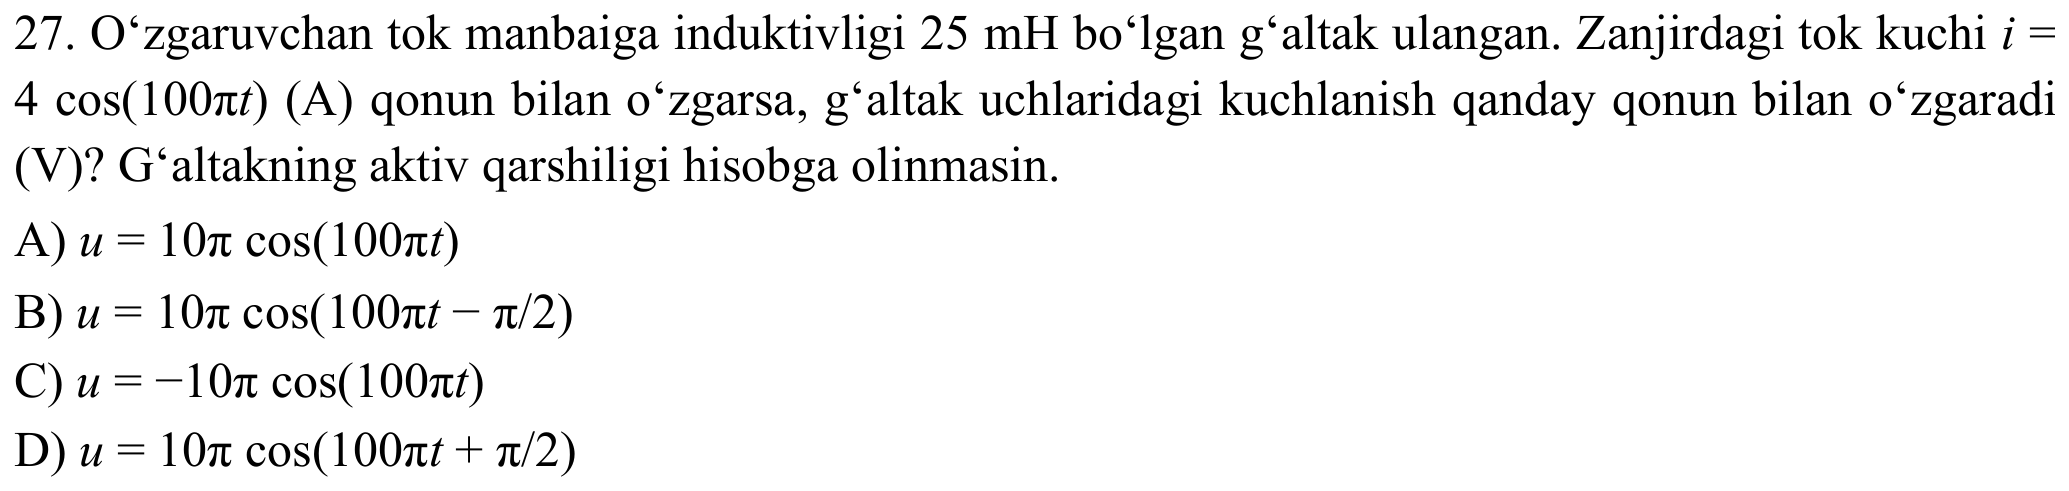 27. O‘zgaruvchan tok manbaiga induktivligi 25 mH bo‘lgan g‘altak ulangan. Zanjirdagi tok kuchi i =
4 cos(100πt) (A) qonun bilan o‘zgarsa, g‘altak uchlaridagi kuchlanish qanday qonun bilan o‘zgaradi
(V)? G‘altakning aktiv qarshiligi hisobga olinmasin.
A) u = 10π cos(100πt)
B) u = 10π cos(100πt − π/2)
C) u = −10π cos(100πt)
D) u = 10π cos(100πt + π/2)